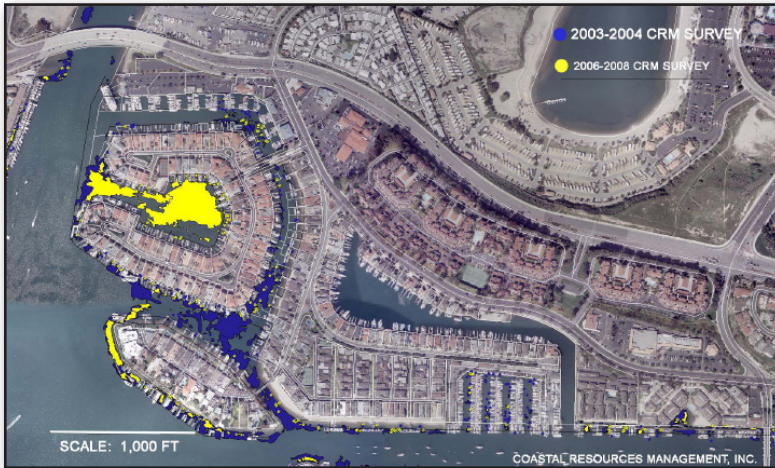 2003-2004 CRM SURVEY
2006-2008 CRM SURVEY
SCALE: 1,000 FT
COASTAL RESOURCES MANAGEMENT, INC.